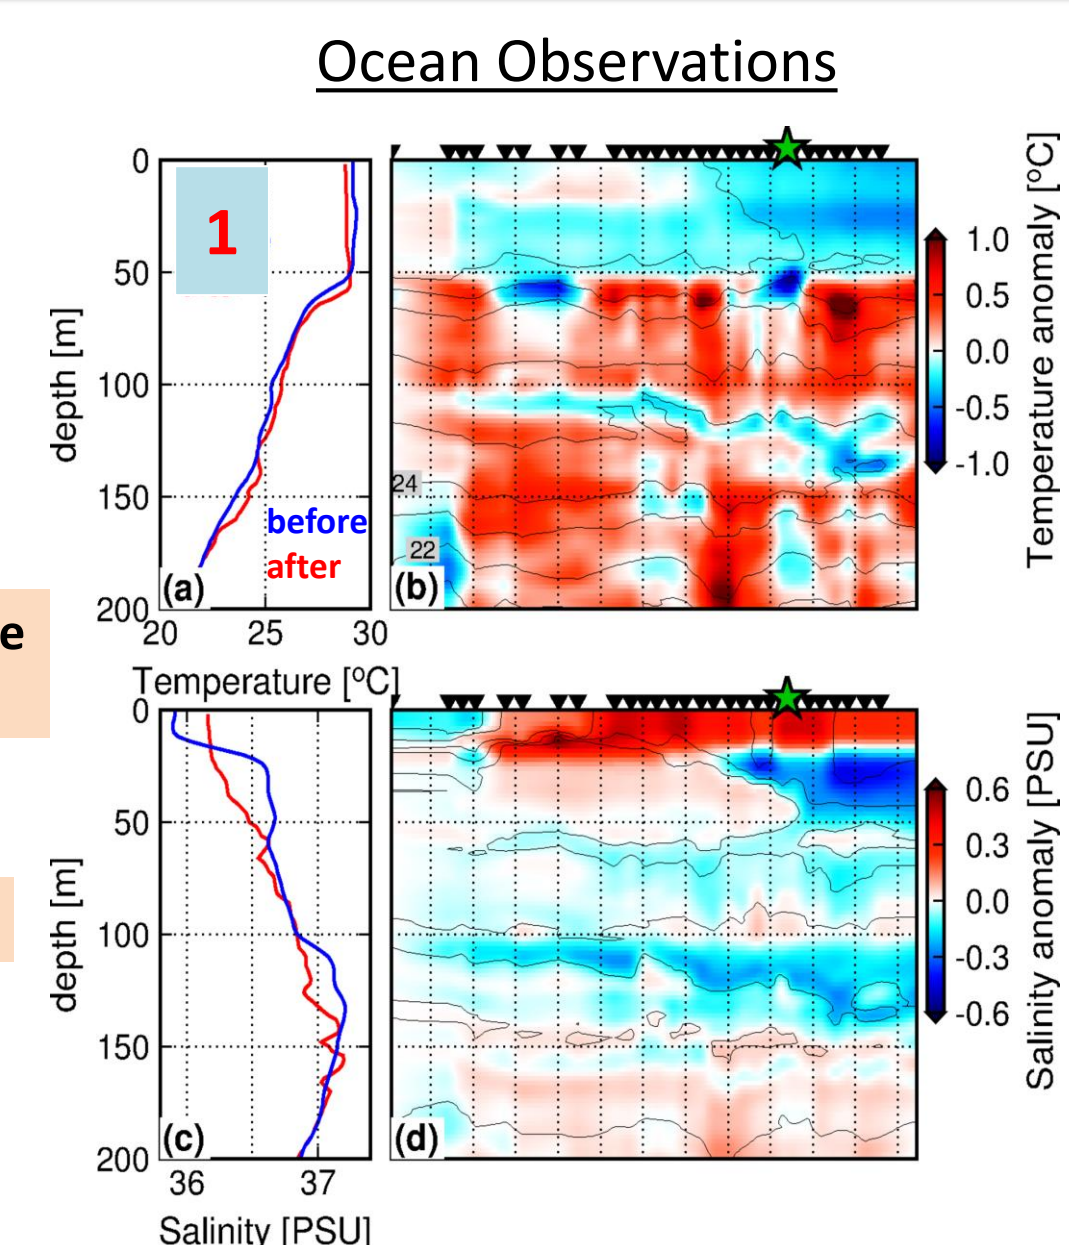 Ocean Observations
0
50
100
150
200
depth [m]
1
before
after
(a)
20
25
30
Temperature [ºC]
24
22
(b)
1.0
0.5
0.0
-0.5
-1.0
Temperature anomaly [ºC]
e
0
50
100
150
200
depth [m]
(c)
36
37
Salinity [PSU]
(d)
0.6
0.3
0.0
-0.3
-0.6
Salinity anomaly [PSU]